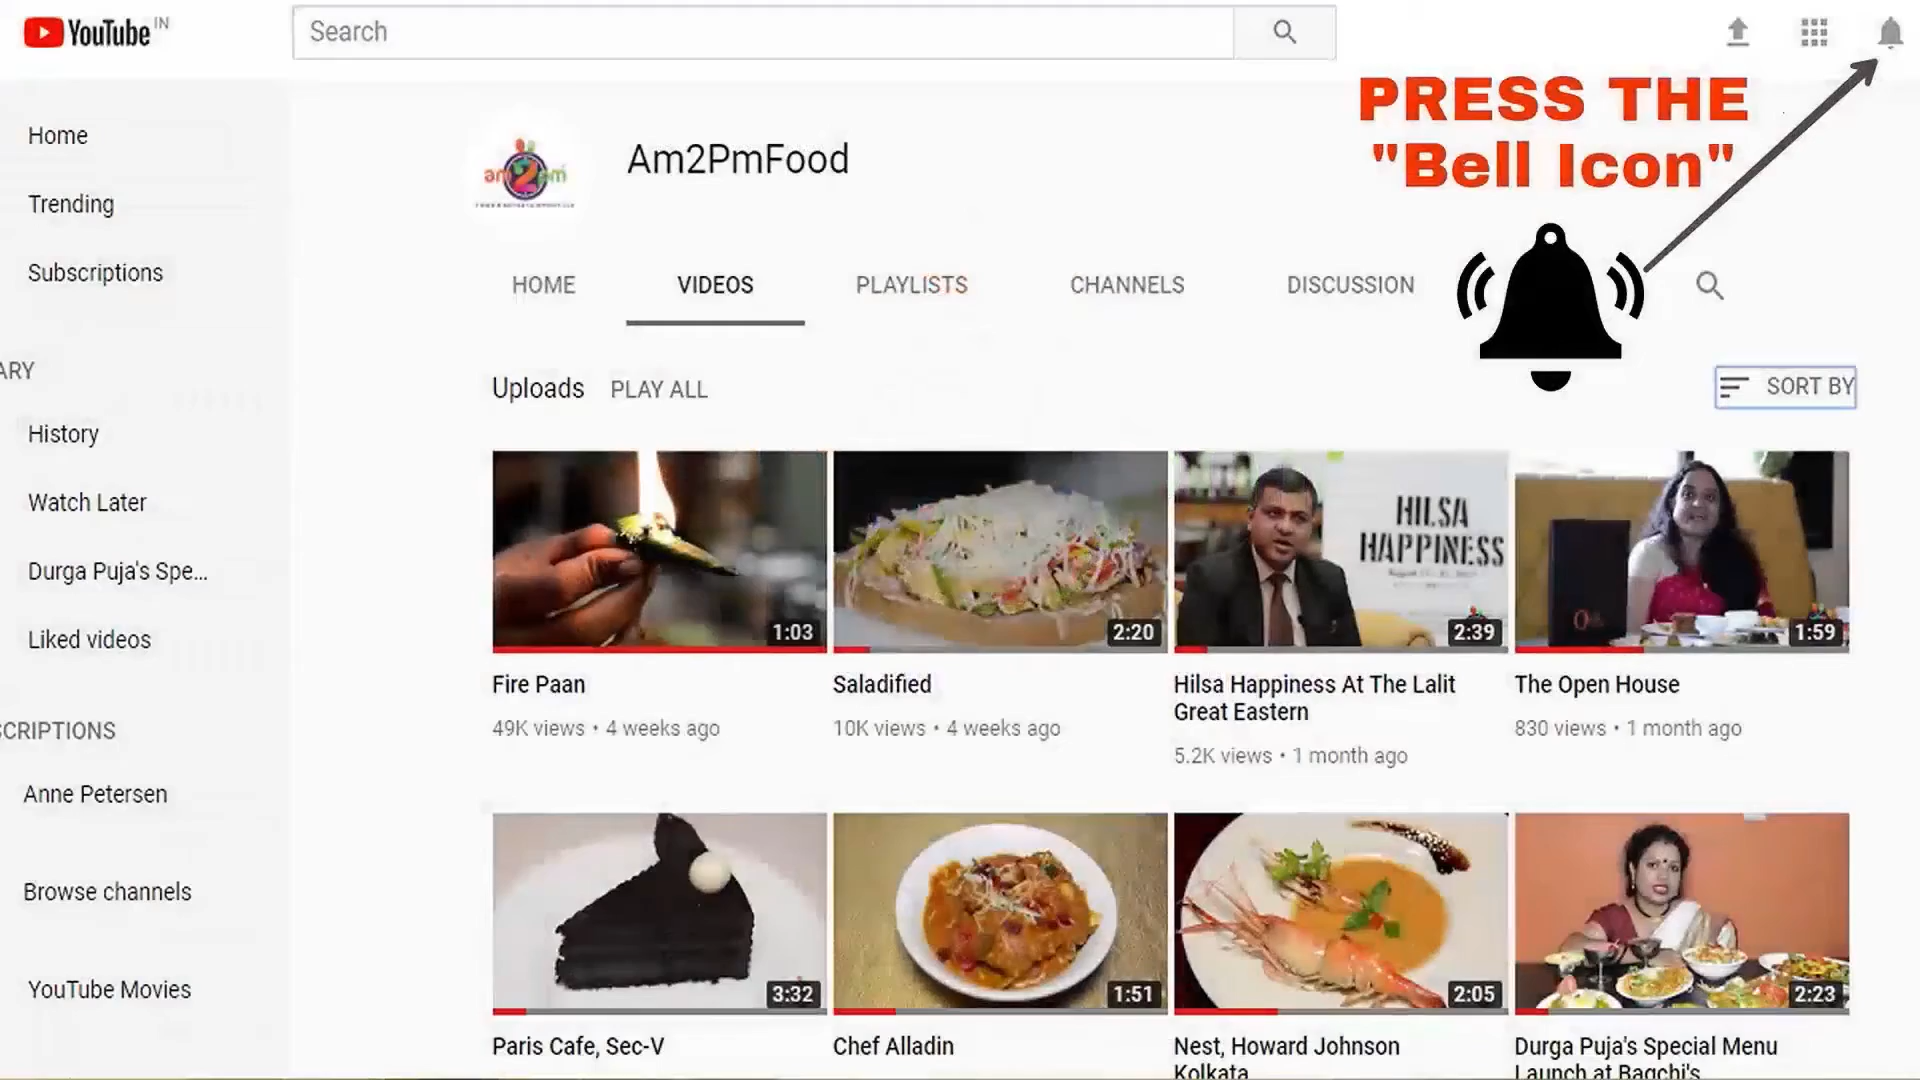 YouTube IN
Search
PRESS THE
"Bell Icon"
Home
Trending
Subscriptions
ARY
History
Watch Later
Durga Puja's Spe...
Liked videos
SCRIPTIONS
Anne Petersen
Browse channels
YouTube Movies
am2pm
Am2PmFood
HOME VIDEOS PLAYLISTS CHANNELS DISCUSSION
Uploads PLAY ALL SORT BY
HILSA
HAPPINESS
1:03 2:20 2:39 1:59
Fire Paan
49K views • 4 weeks ago
Saladified
10K views • 4 weeks ago
Hilsa Happiness At The Lalit
Great Eastern
5.2K views • 1 month ago
The Open House
830 views • 1 month ago
3:32 1:51 2:05 2:23
Paris Cafe, Sec-V
Chef Alladin
Nest, Howard Johnson
Kolkata
Durga Puja's Special Menu
Launch at Bagchi's